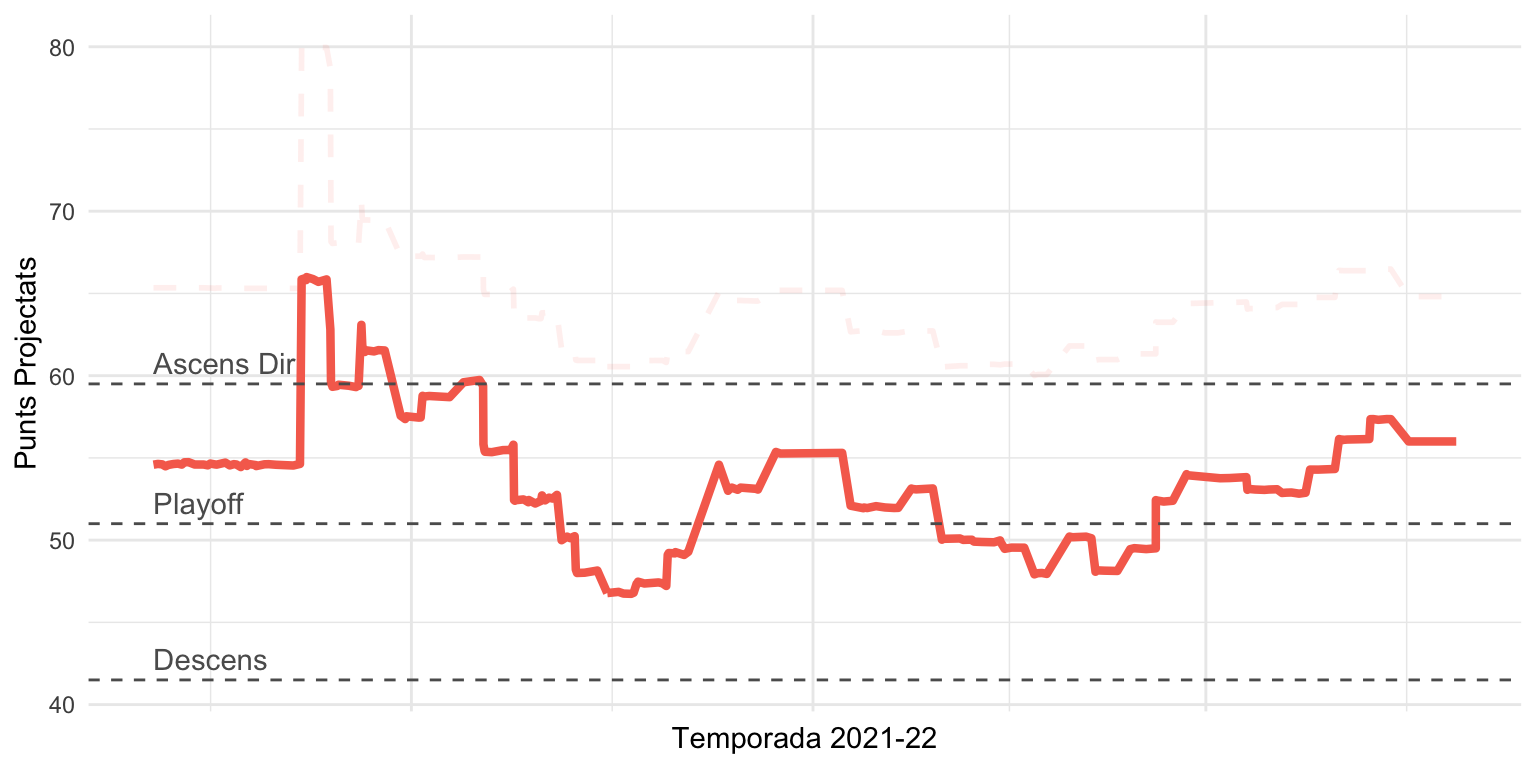 80
70
60
50
40
Punts Projectats
Ascens Dir
Playoff
Descens
Temporada 2021-22